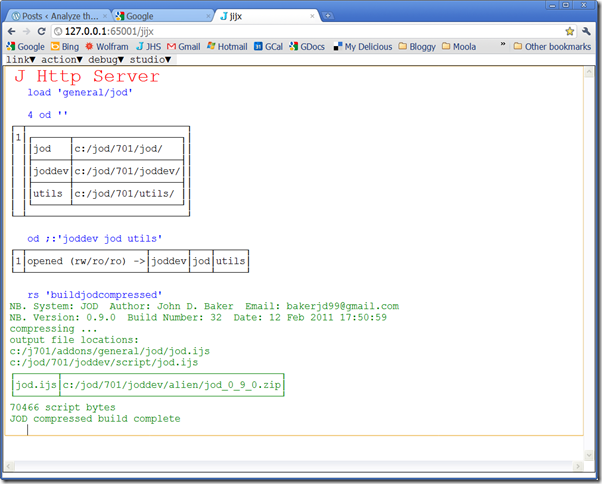 Posts ‹ Analyze th...
Google
jijx
127.0.0.1:65001/jijx
Google
Bing
Wolfram
JHS
Gmail
Hotmail
GCal
GDocs
My Delicious
Bloggy
Moola
»
Other bookmarks
link▼ action▼ debug▼ studio▼
J Http Server
load 'general/jod'
4 od ''
1
jod c:/jod/701/jod/
joddev c:/jod/701/joddev/
utils c:/jod/701/utils/
od ;:'joddev jod utils'
1 opened (rw/ro/ro) -> joddev jod utils
rs 'buildjodcompressed'
NB. System: JOD Author: John D. Baker Email: bakerjd99@gmail.com
NB. Version: 0.9.0 Build Number: 32 Date: 12 Feb 2011 17:50:59
compressing ...
output file locations:
c:/j701/addons/general/jod/jod.ijs
c:/jod/701/joddev/script/jod.ijs
jod.ijs c:/jod/701/joddev/alien/jod_0_9_0.zip
70466 script bytes
JOD compressed build complete